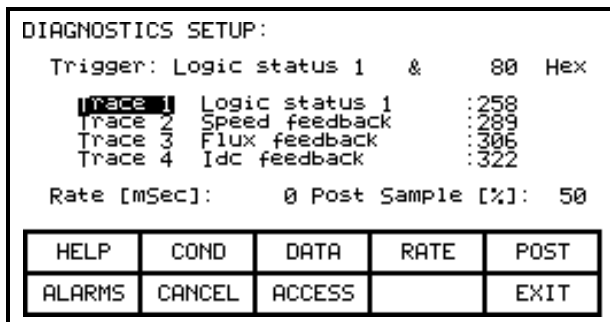 DIAGNOSTICS SETUP:
Trigger: Logic status 1 & 80 Hex
Trace 1 Logic status 1 :258
Trace 2 Speed feedback :289
Trace 3 Flux feedback :306
Trace 4 Idc feedback :322
Rate [mSec]: 0 Post Sample [%]: 50
HELP COND DATA RATE POST
ALARMS CANCEL ACCESS EXIT